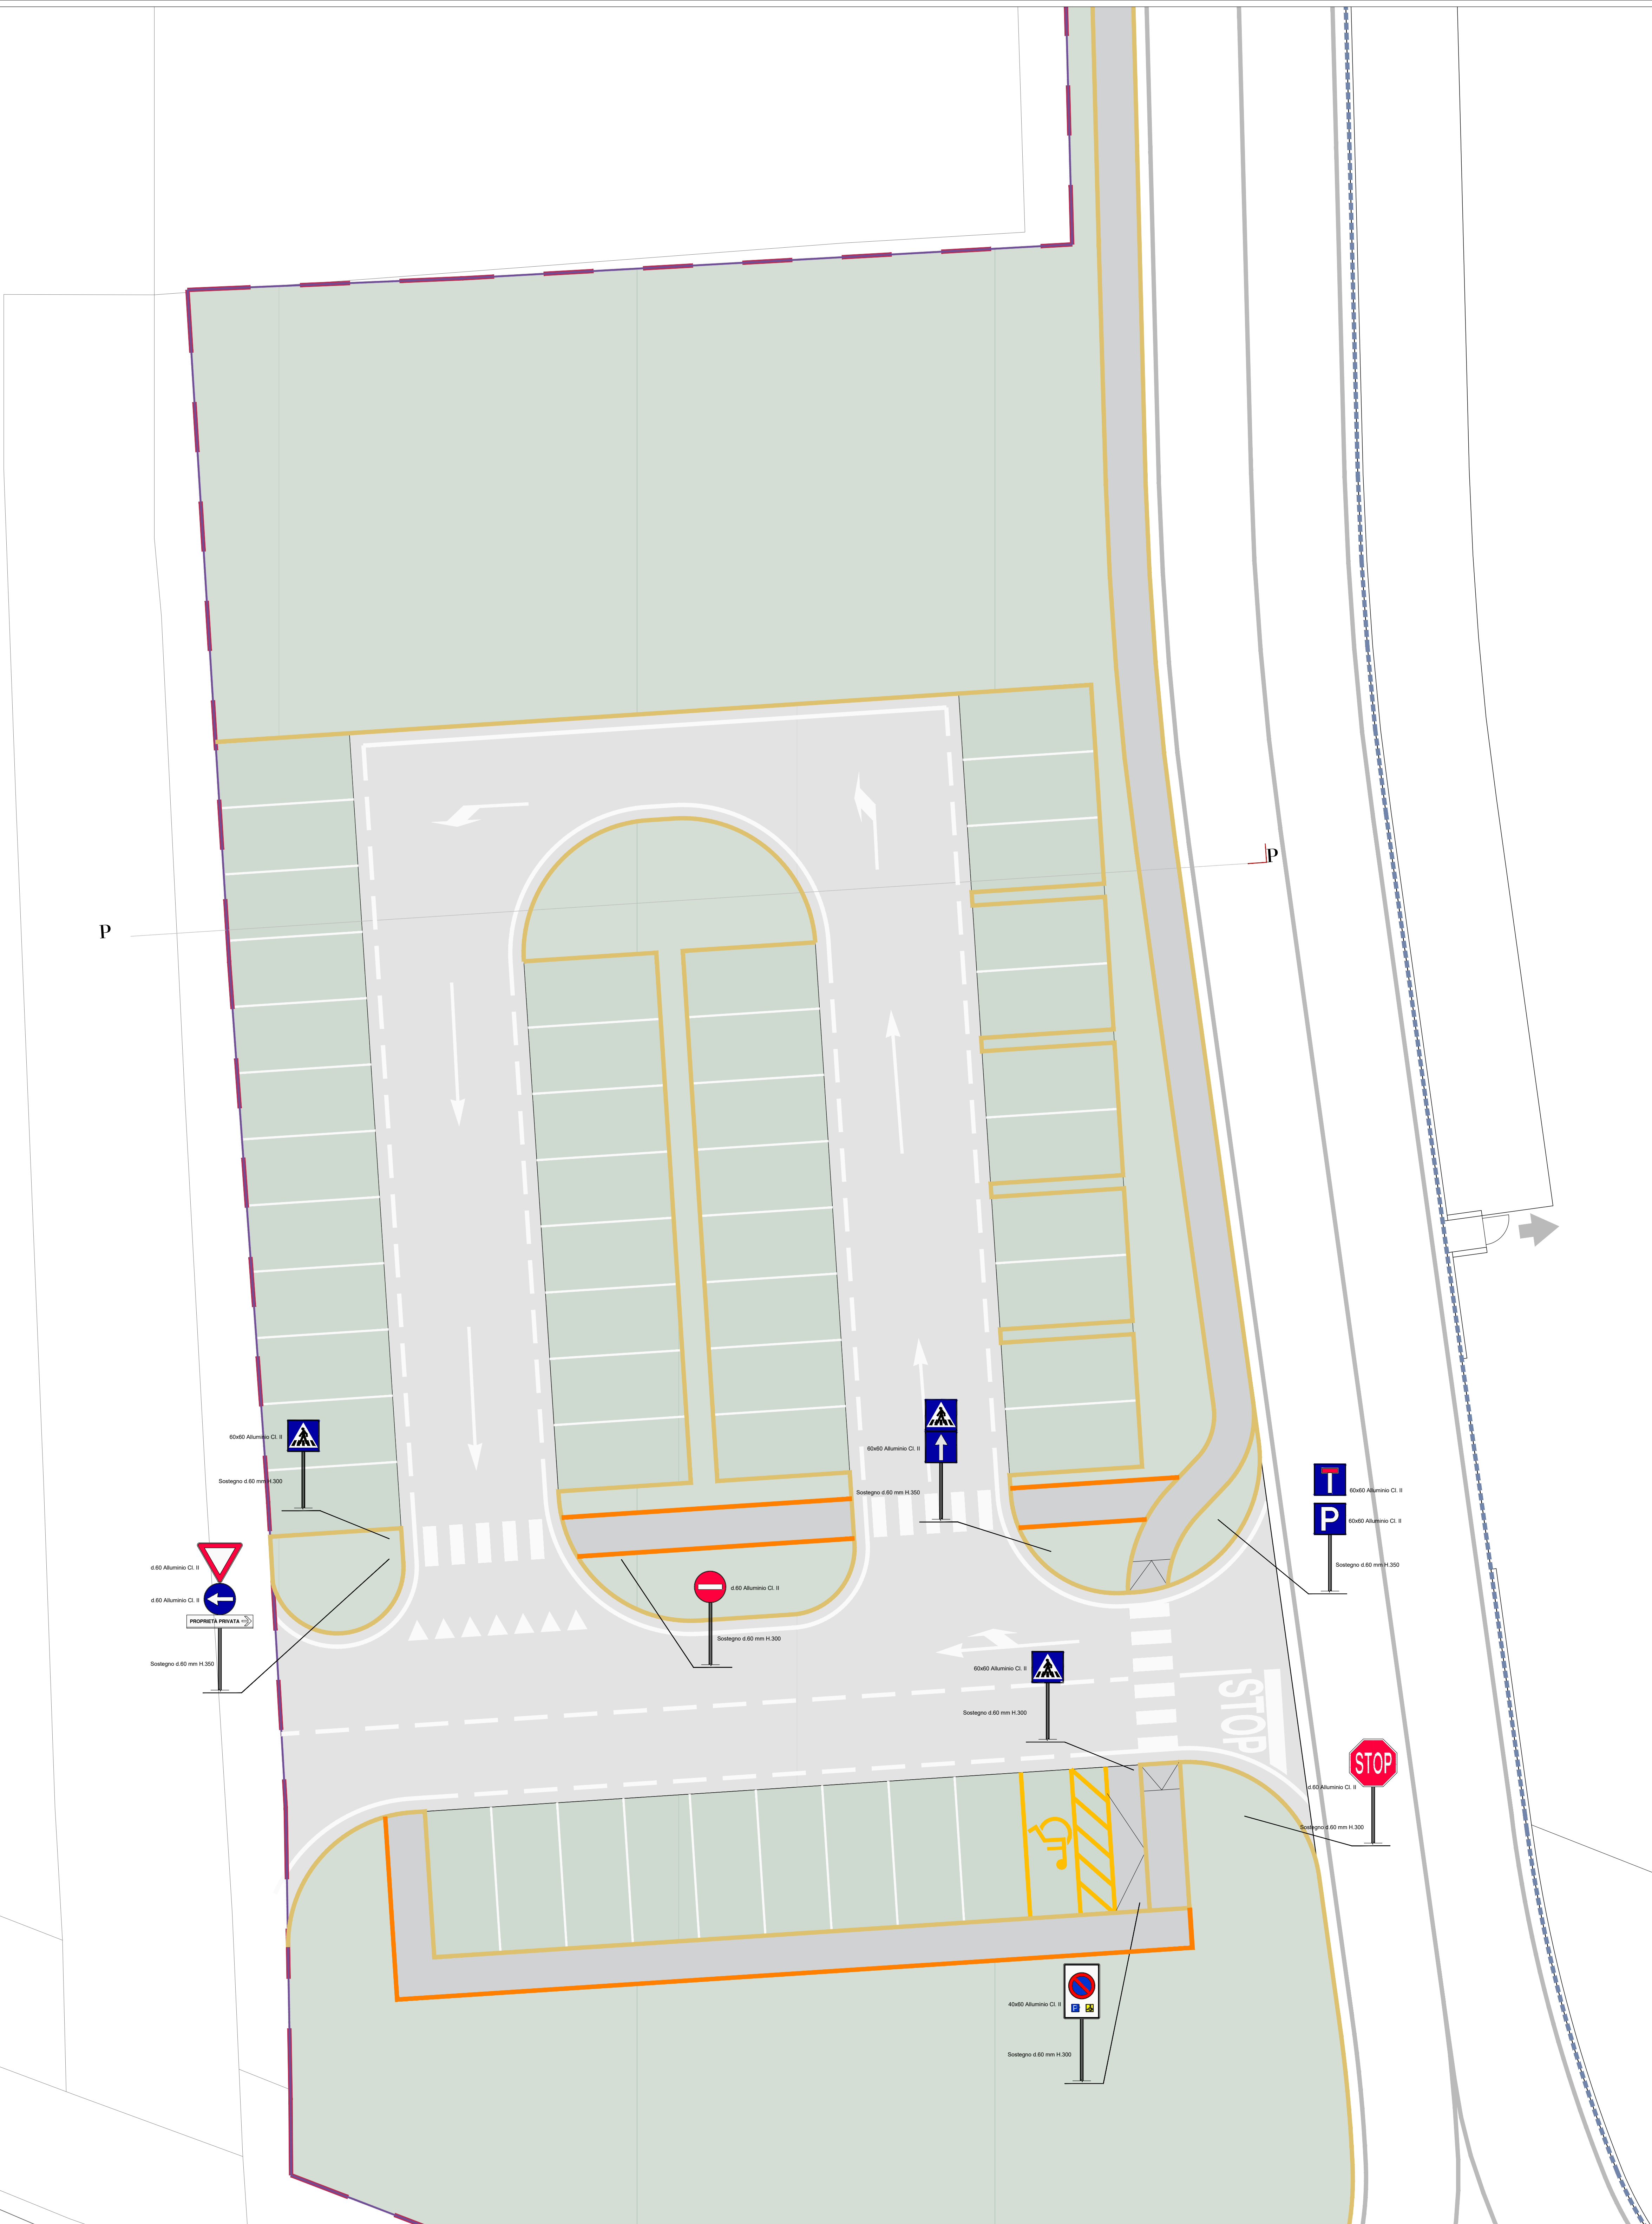 P
P
60x60 Alluminio Cl. II
Sostegno d.60 mm H.300
60x60 Alluminio Cl. II
Sostegno d.60 mm H.350
T
60x60 Alluminio Cl. II
P
60x60 Alluminio Cl. II
Sostegno d.60 mm H.350
d.60 Alluminio Cl. II
d.60 Alluminio Cl. II
PROPRIETÀ PRIVATA
Sostegno d.60 mm H.350
d.60 Alluminio Cl. II
Sostegno d.60 mm H.300
60x60 Alluminio Cl. II
Sostegno d.60 mm H.300
STOP
STOP
d.60 Alluminio Cl. II
Sostegno d.60 mm H.300
40x60 Alluminio Cl. II
P
Sostegno d.60 mm H.300